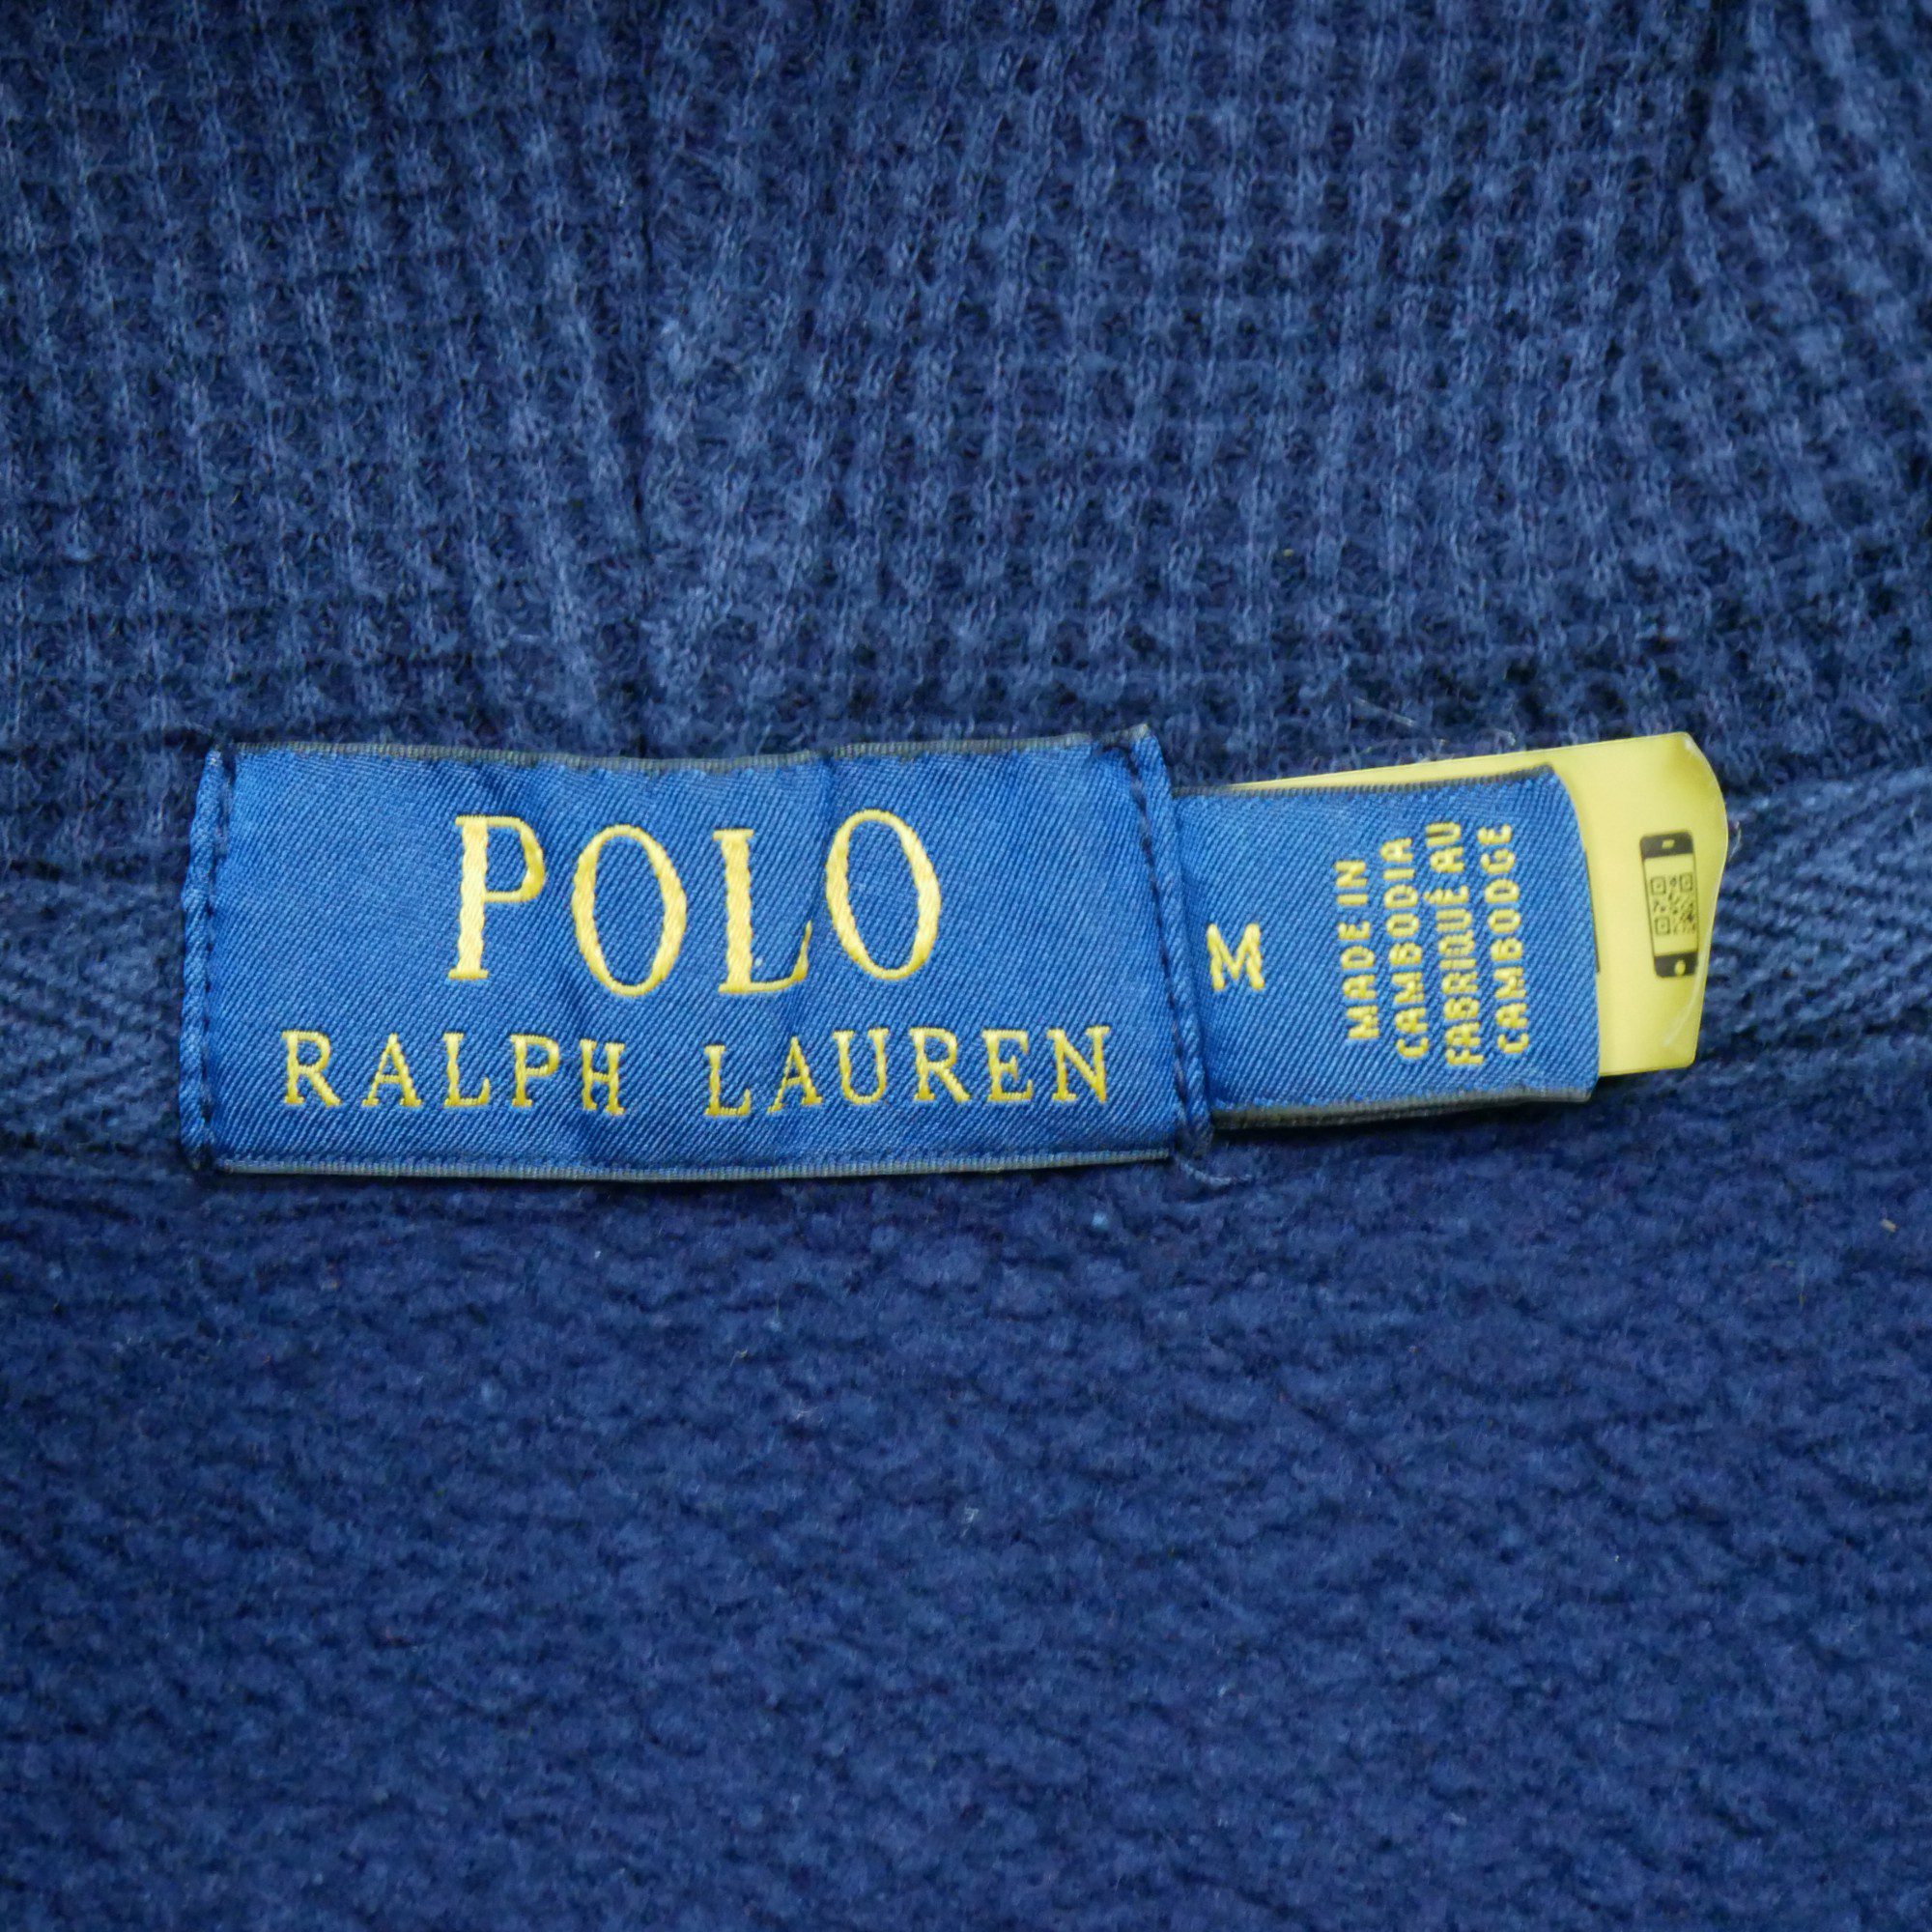 POLO
RALPH LAUREN
M
MADE IN
CAMBODIA
FABRIQUÉ AU
CAMBODGE